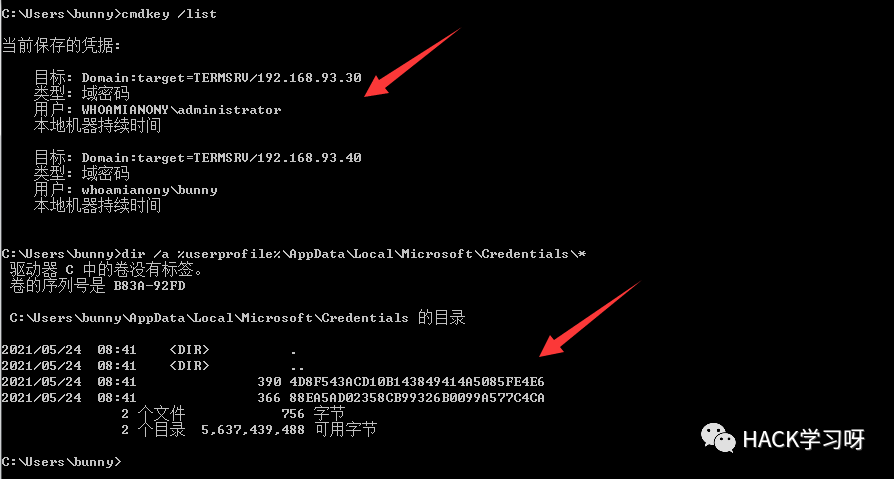 C:\Users\bunny>cmdkey /list
当前保存的凭据:
目标: Domain:target=TERMSRV/192.168.93.30
类型: 域密码
用户: WHOAMIANONY\administrator
本地机器持续时间
目标: Domain:target=TERMSRV/192.168.93.40
类型: 域密码
用户: whoamianony\bunny
本地机器持续时间
C:\Users\bunny>dir /a %userprofile%\AppData\Local\Microsoft\Credentials\*
驱动器 C 中的卷没有标签。
卷的序列号是 B83A-92FD
C:\Users\bunny\AppData\Local\Microsoft\Credentials 的目录
2021/05/24  08:41    <DIR>          .
2021/05/24  08:41    <DIR>          ..
2021/05/24  08:41               390 4D8F543ACD10B143849414A5085FE4E6
2021/05/24  08:41               366 88EA5AD02358CB99326B0099A577C4CA
2 个文件            756 字节
2 个目录  5,637,439,488 可用字节
C:\Users\bunny>
HACK学习呀